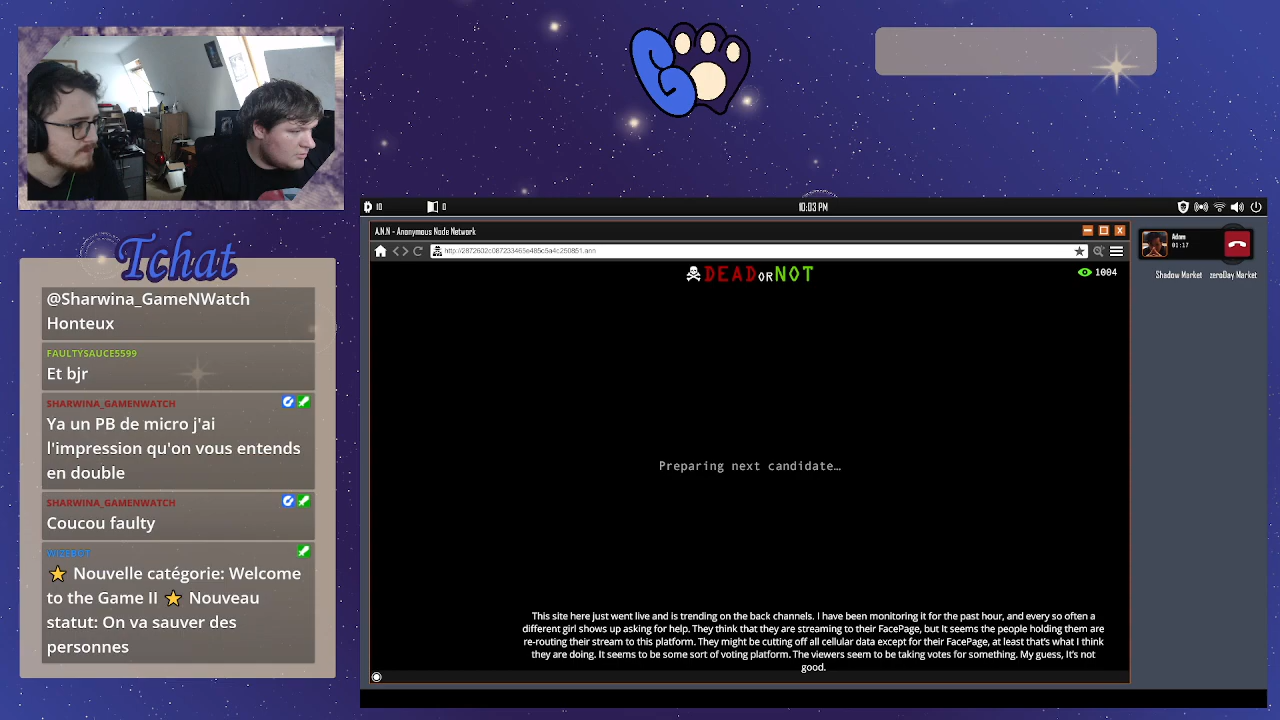 Tchat
@Sharwina_GameNWatch
Honteux
FAULTYSAUCE5599
Et bjr
SHARWINA_GAMENWATCH
Ya un PB de micro j'ai
l'impression qu'on vous entends
en double
SHARWINA_GAMENWATCH
Coucou faulty
WIZEBOT
Nouvelle catégorie: Welcome
to the Game II Nouveau
statut: On va sauver des
personnes
10
0
10:03 PM
A.N.N - Anonymous Node Network
http://2872602c087233465e485c5a4c250851.ann
DEAD OR NOT
1004
Preparing next candidate…
This site here just went live and is trending on the back channels. I have been monitoring it for the past hour, and every so often a
different girl shows up asking for help. They think that they are streaming to their FacePage, but It seems the people holding them are
re-routing their stream to this platform. They might be cutting off all cellular data except for their FacePage, at least that's what I think
they are doing. It seems to be some sort of voting platform. The viewers seem to be taking votes for something. My guess, It's not
good.
Adam
01:17
Shadow Market zeroDay Market